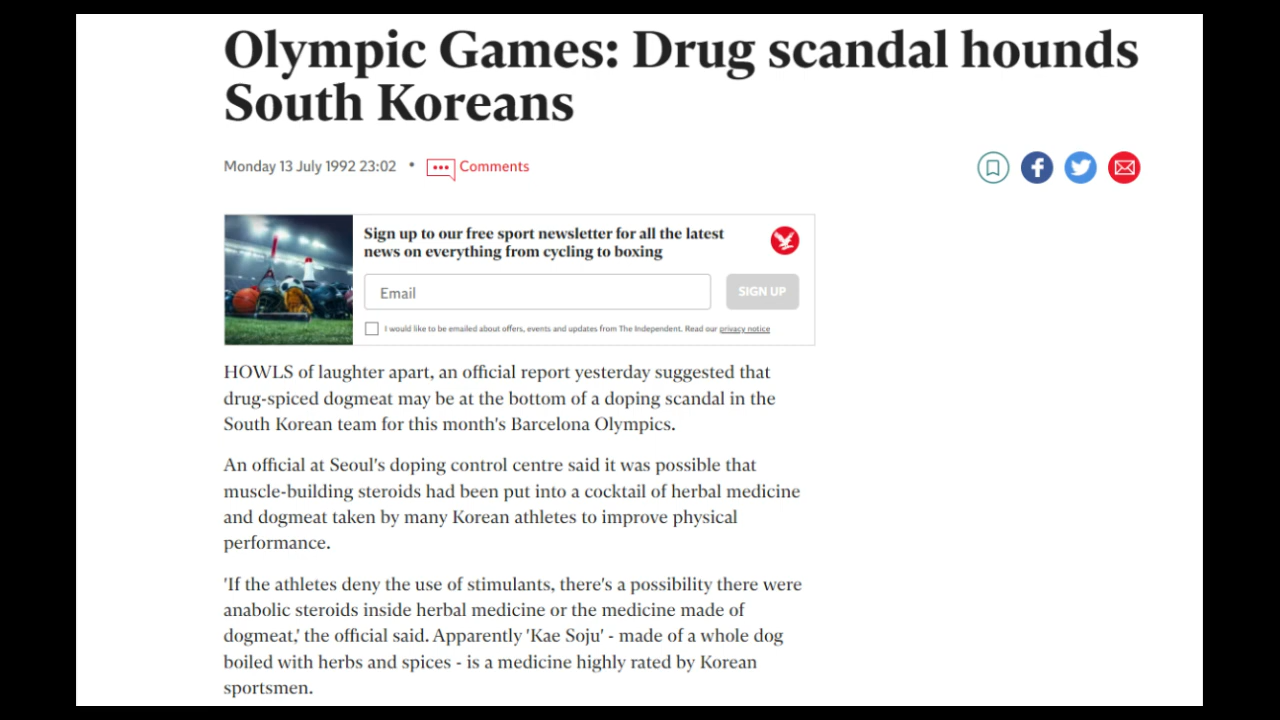 Olympic Games: Drug scandal hounds
South Koreans
Monday 13 July 1992 23:02 • Comments
Sign up to our free sport newsletter for all the latest
news on everything from cycling to boxing
Email
SIGN UP
I would like to be emailed about offers, events and updates from The Independent. Read our privacy notice
HOWLS of laughter apart, an official report yesterday suggested that
drug-spiced dogmeat may be at the bottom of a doping scandal in the
South Korean team for this month's Barcelona Olympics.
An official at Seoul's doping control centre said it was possible that
muscle-building steroids had been put into a cocktail of herbal medicine
and dogmeat taken by many Korean athletes to improve physical
performance.
'If the athletes deny the use of stimulants, there's a possibility there were
anabolic steroids inside herbal medicine or the medicine made of
dogmeat,' the official said. Apparently 'Kae Soju' - made of a whole dog
boiled with herbs and spices - is a medicine highly rated by Korean
sportsmen.